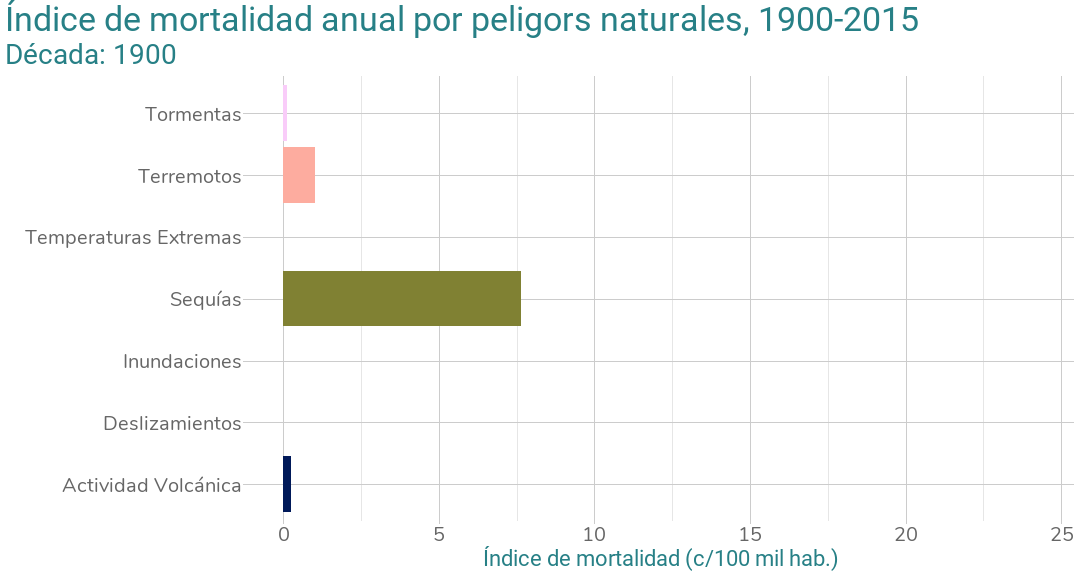 Índice de mortalidad anual por peligors naturales, 1900-2015
Década: 1900
Tormentas
Terremotos
Temperaturas Extremas
Sequías
Inundaciones
Deslizamientos
Actividad Volcánica
0 5 10 15 20 25
Índice de mortalidad (c/100 mil hab.)